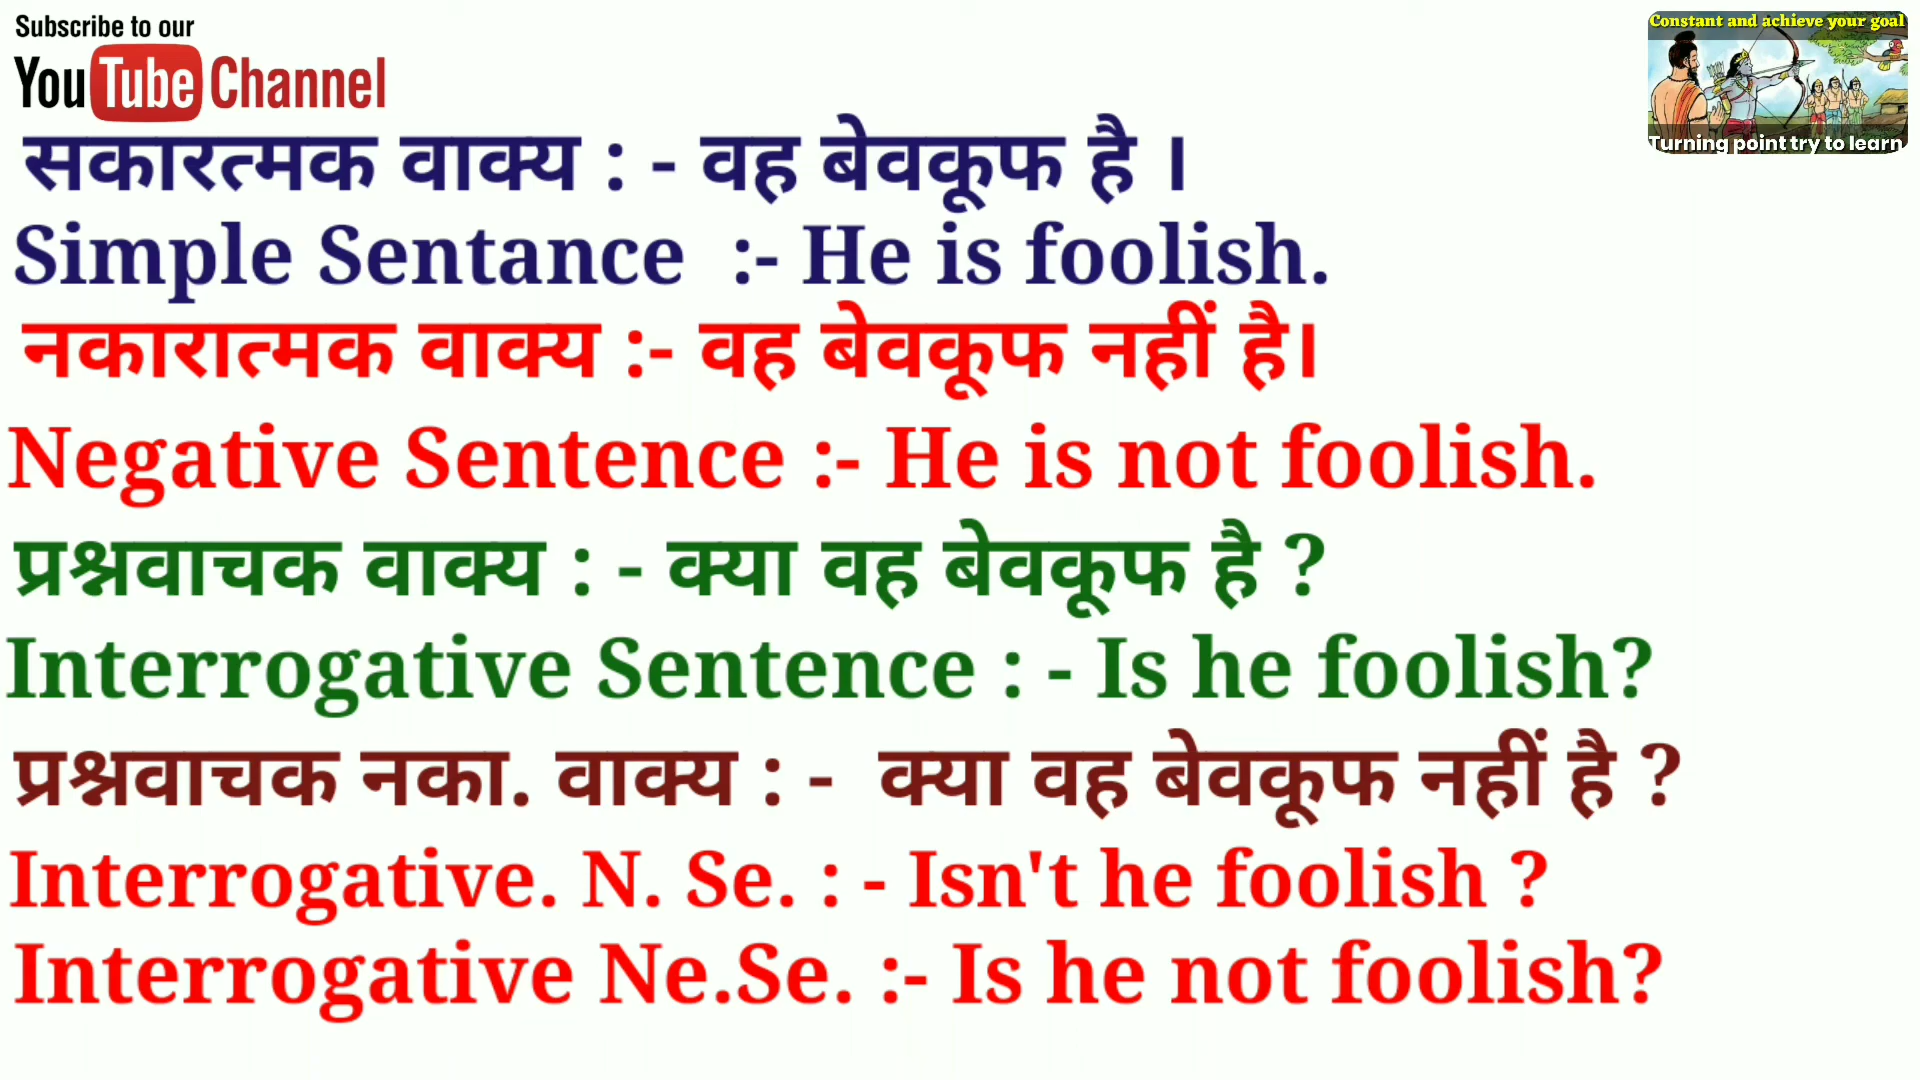 Subscribe to our
YouTube Channel
Constant and achieve your goal
Turning point try to learn
सकारत्मक वाक्य : - वह बेवकूफ है ।
Simple Sentance :- He is foolish.
नकारात्मक वाक्य :- वह बेवकूफ नहीं है।
Negative Sentence :- He is not foolish.
प्रश्नवाचक वाक्य : - क्या वह बेवकूफ है ?
Interrogative Sentence : - Is he foolish?
प्रश्नवाचक नका. वाक्य : - क्या वह बेवकूफ नहीं है ?
Interrogative. N. Se. : - Isn't he foolish ?
Interrogative Ne.Se. :- Is he not foolish?